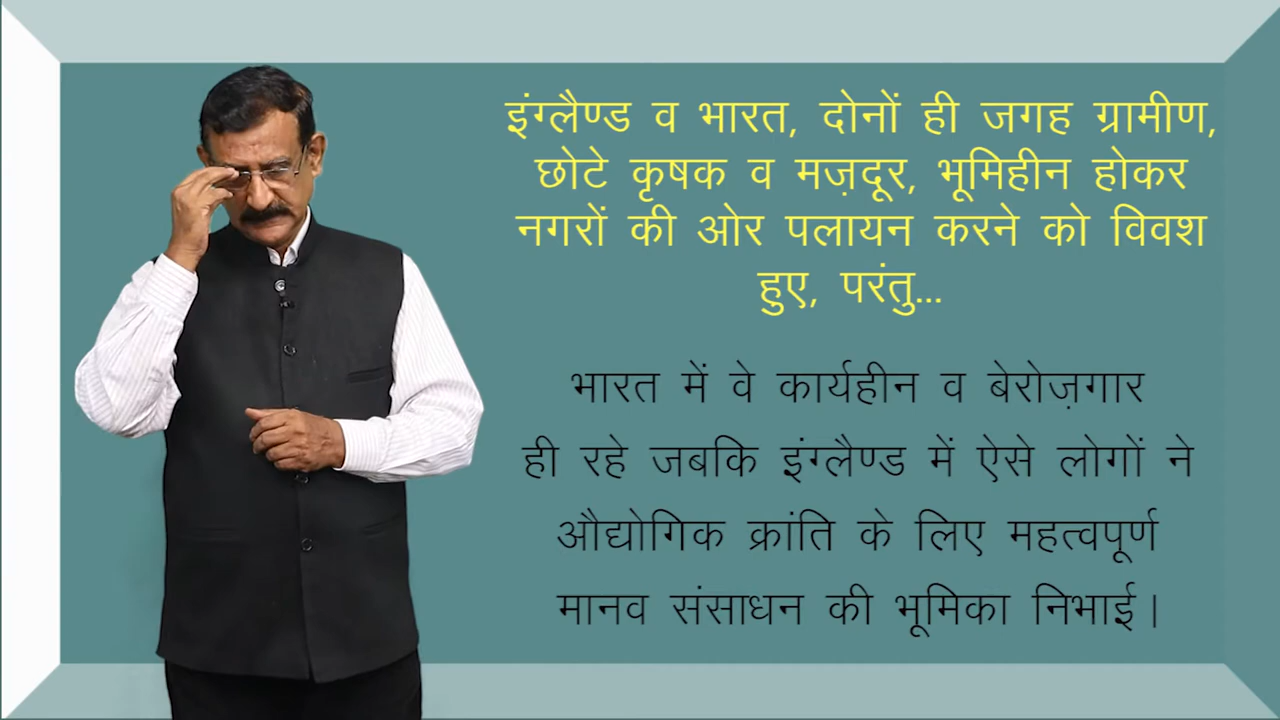 इंग्लैण्ड व भारत, दोनों ही जगह ग्रामीण,
छोटे कृषक व मज़दूर, भूमिहीन होकर
नगरों की ओर पलायन करने को विवश
हुए, परंतु...
भारत में वे कार्यहीन व बेरोज़गार
ही रहे जबकि इंग्लैण्ड में ऐसे लोगों ने
औद्योगिक क्रांति के लिए महत्वपूर्ण
मानव संसाधन की भूमिका निभाई।